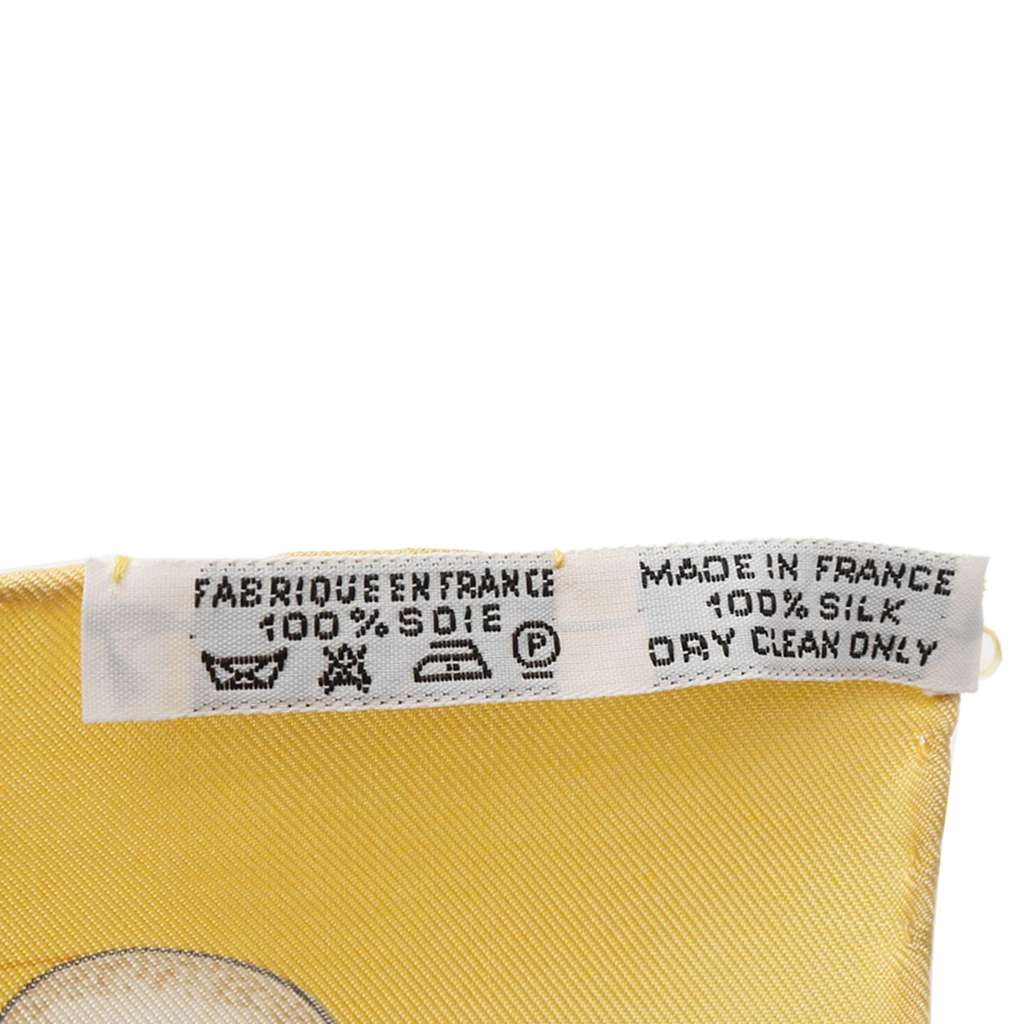 FABRIQUE EN FRANCE
100% SOIE
P
MADE IN FRANCE
100% SILK
DRY CLEAN ONLY